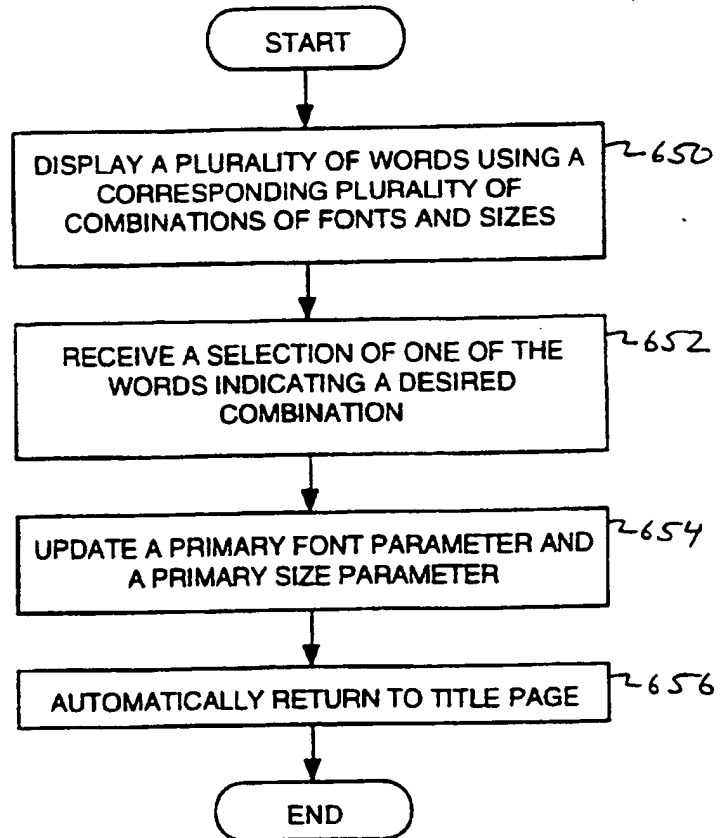 START
DISPLAY A PLURALITY OF WORDS USING A
CORRESPONDING PLURALITY OF
COMBINATIONS OF FONTS AND SIZES
650
RECEIVE A SELECTION OF ONE OF THE
WORDS INDICATING A DESIRED
COMBINATION
652
UPDATE A PRIMARY FONT PARAMETER AND
A PRIMARY SIZE PARAMETER
654
AUTOMATICALLY RETURN TO TITLE PAGE
656
END